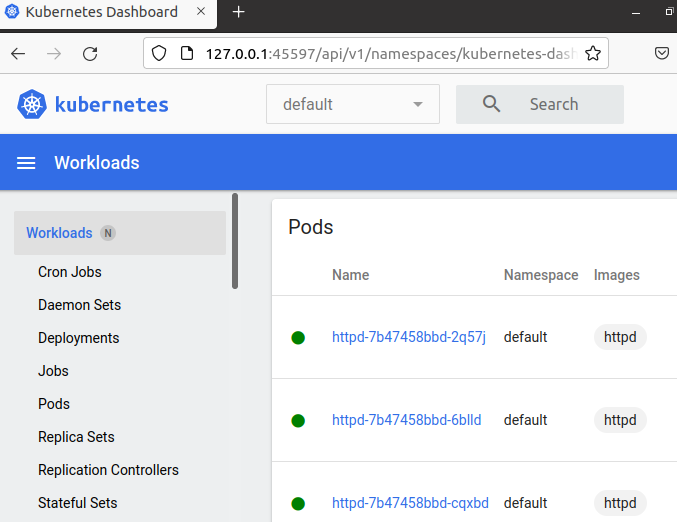 Kubernetes Dashboard
127.0.0.1:45597/api/v1/namespaces/kubernetes-dash
kubernetes
default
Search
Workloads
Workloads N
Cron Jobs
Daemon Sets
Deployments
Jobs
Pods
Replica Sets
Replication Controllers
Stateful Sets
Pods
Name Namespace Images
httpd-7b47458bbd-2q57j default httpd
httpd-7b47458bbd-6blld default httpd
httpd-7b47458bbd-cqxbd default httpd